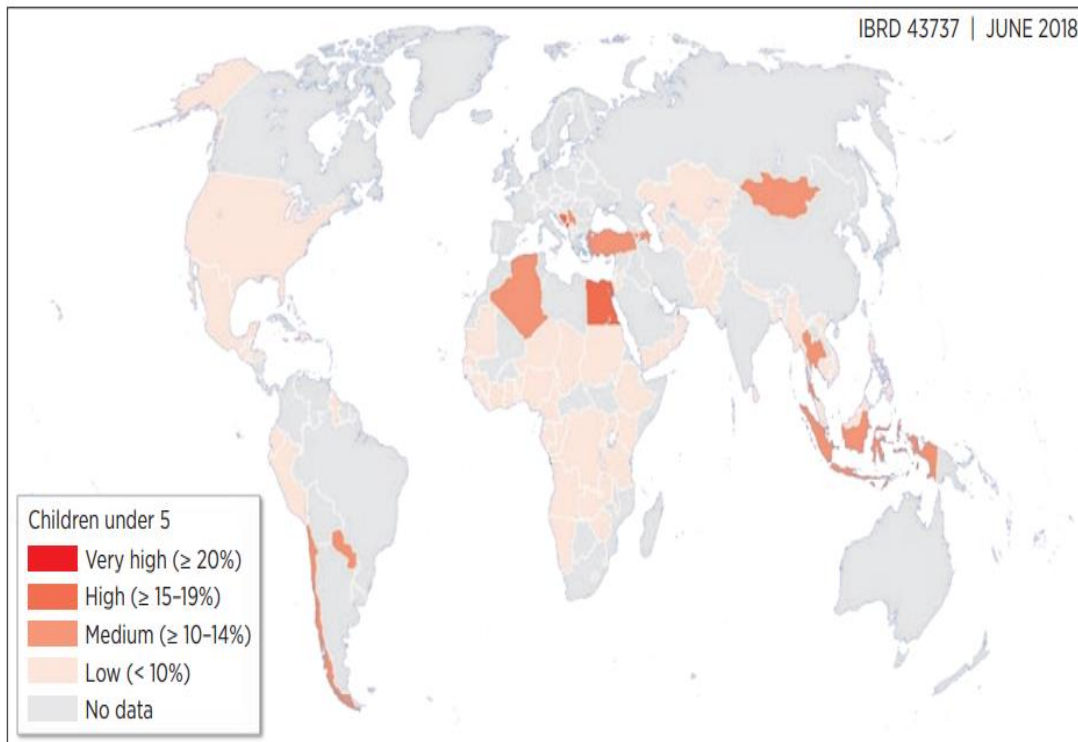 IBRD 43737 | JUNE 2018
Children under 5
Very high (≥ 20%)
High (≥ 15–19%)
Medium (≥ 10–14%)
Low (< 10%)
No data